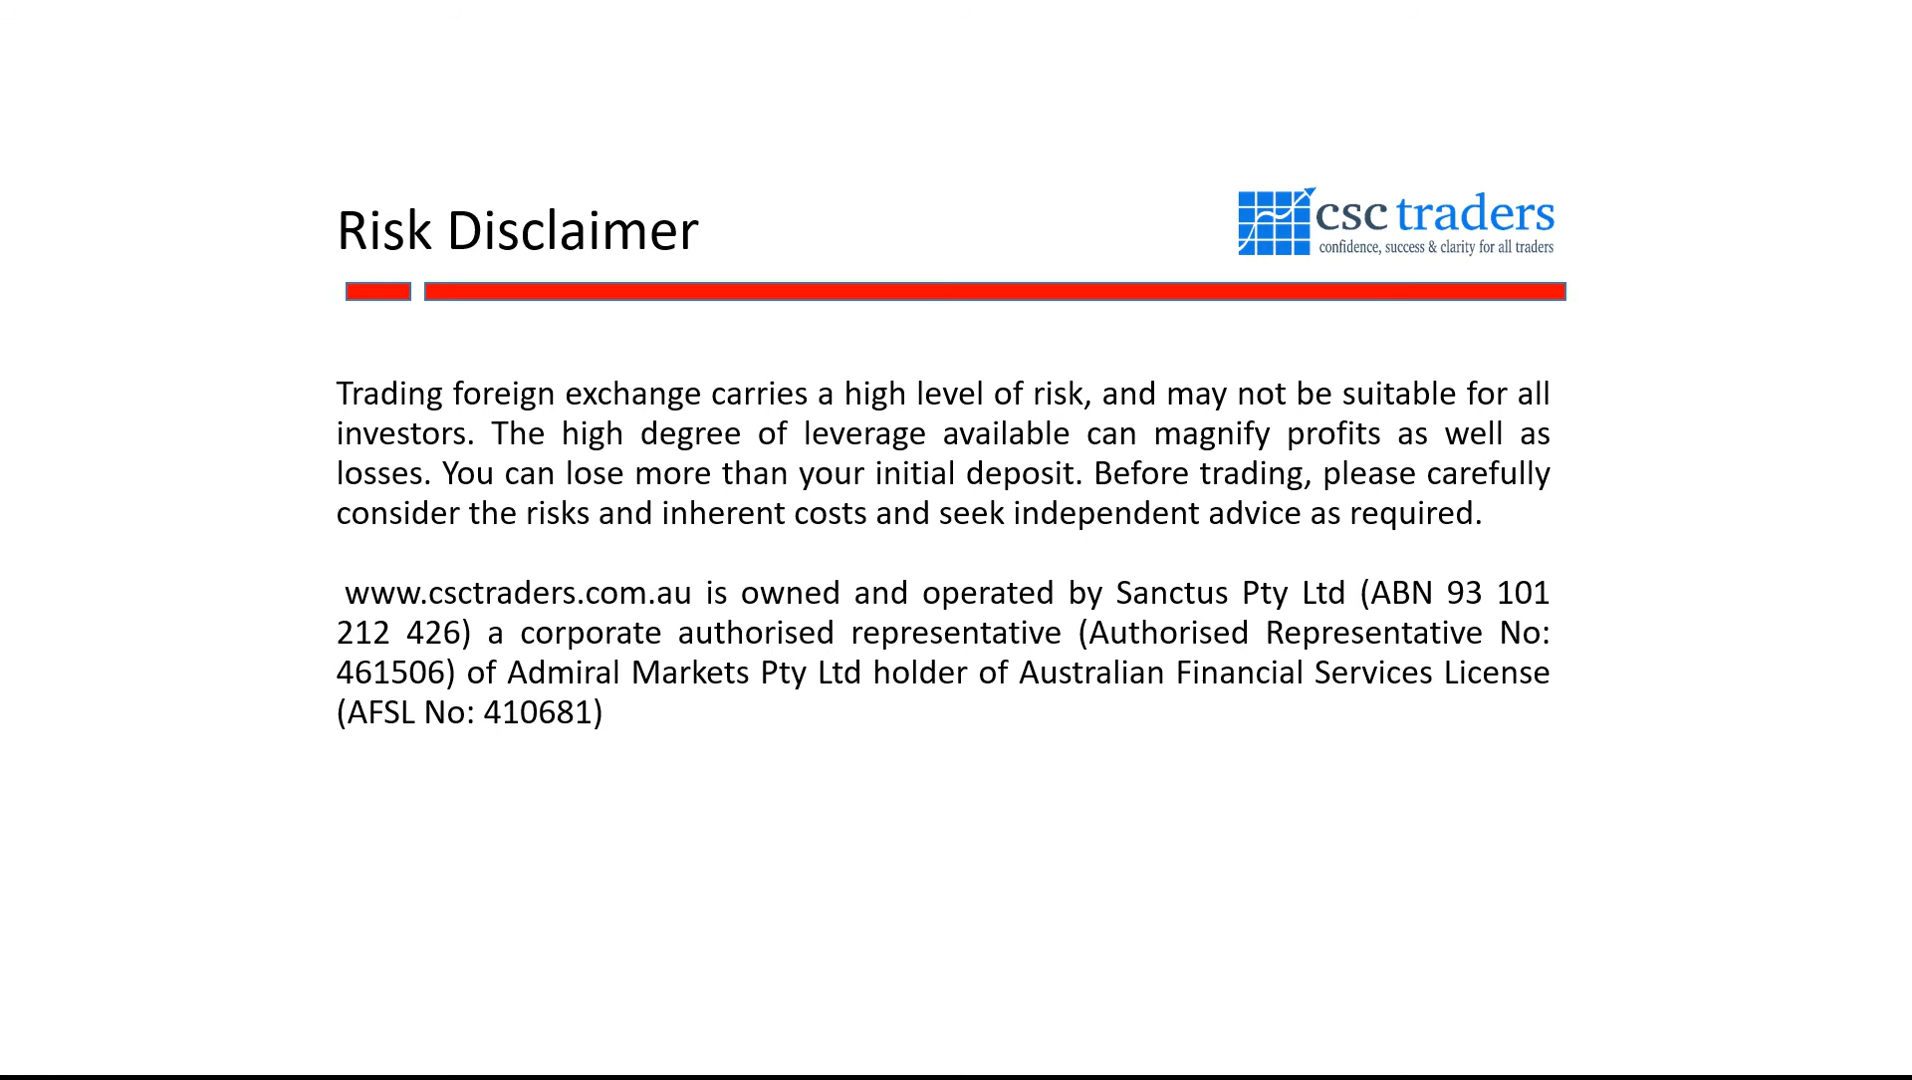 Risk Disclaimer
csc traders
confidence, success & clarity for all traders
Trading foreign exchange carries a high level of risk, and may not be suitable for all
investors. The high degree of leverage available can magnify profits as well as
losses. You can lose more than your initial deposit. Before trading, please carefully
consider the risks and inherent costs and seek independent advice as required.
www.csctraders.com.au is owned and operated by Sanctus Pty Ltd (ABN 93 101
212 426) a corporate authorised representative (Authorised Representative No:
461506) of Admiral Markets Pty Ltd holder of Australian Financial Services License
(AFSL No: 410681)